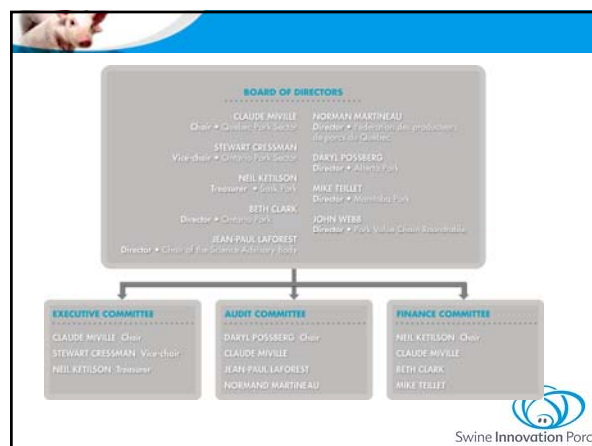 BOARD OF DIRECTORS
CLAUDE MIVILLE
Chair • Quebec Pork Sector
STEWART CRESSMAN
Vice-chair • Ontario Pork Sector
NEIL KETILSON
Treasurer • Sask Pork
BETH CLARK
Director • Ontario Pork
JEAN-PAUL LAFOREST
Director • Chair of the Science Advisory Body
NORMAN MARTINEAU
Director • Fédération des producteurs
de porcs du Québec
DARYL POSSBERG
Director • Alberta Pork
MIKE TEILLET
Director • Manitoba Pork
JOHN WEBB
Director • Pork Value Chain Roundtable
EXECUTIVE COMMITTEE
CLAUDE MIVILLE Chair
STEWART CRESSMAN Vice-chair
NEIL KETILSON Treasurer
AUDIT COMMITTEE
DARYL POSSBERG Chair
CLAUDE MIVILLE
JEAN-PAUL LAFOREST
NORMAND MARTINEAU
FINANCE COMMITTEE
NEIL KETILSON Chair
CLAUDE MIVILLE
BETH CLARK
MIKE TEILLET
Swine Innovation Porc